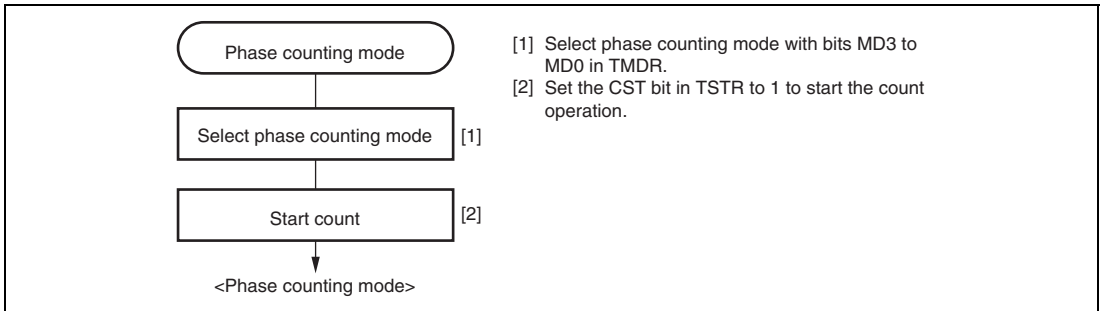 Phase counting mode
Select phase counting mode [1]
Start count [2]
<Phase counting mode>
[1] Select phase counting mode with bits MD3 to
MD0 in TMDR.
[2] Set the CST bit in TSTR to 1 to start the count
operation.